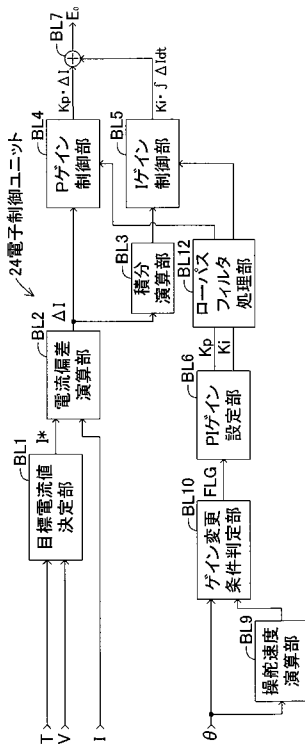 24電子制御ユニット
T
V
I
BL1
目標電流値
決定部
I*
BL2
電流偏差
演算部
ΔI
BL3
積分
演算部
BL4
Pゲイン
制御部
Kp・ΔI
BL5
Iゲイン
制御部
Ki・∫ΔIdt
BL7
+
E₀
θ
BL9
操舵速度
演算部
BL10
ゲイン変更
条件判定部
FLG
BL6
PIゲイン
設定部
Kp
Ki
BL12
ローパス
フィルタ
処理部